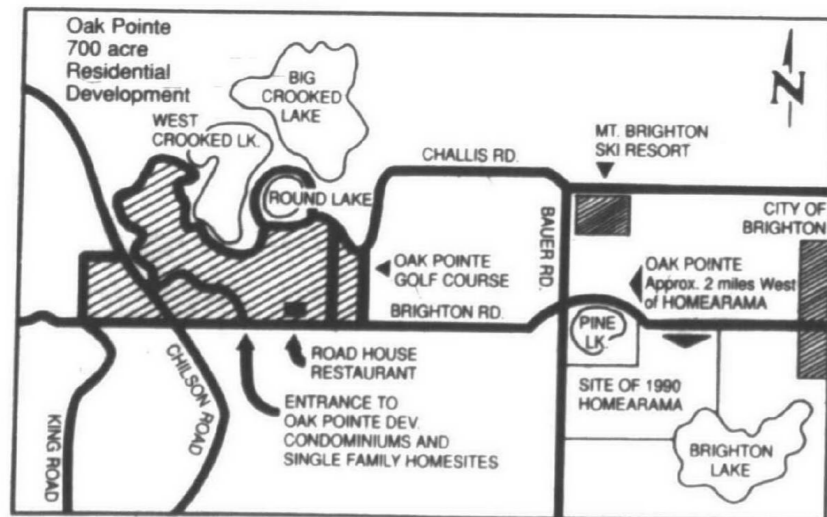 Oak Pointe
700 acre
Residential
Development
BIG
CROOKED
LAKE
WEST
CROOKED LK.
ROUND LAKE
CHALLIS RD.
N
MT. BRIGHTON
SKI RESORT
CITY OF
BRIGHTON
BAUER RD.
OAK POINTE
GOLF COURSE
BRIGHTON RD.
OAK POINTE
Approx. 2 miles West
of HOMEARAMA
PINE
LK.
ROAD HOUSE
RESTAURANT
SITE OF 1990
HOMEARAMA
CHILSON ROAD
KING ROAD
ENTRANCE TO
OAK POINTE DEV.
CONDOMINIUMS AND
SINGLE FAMILY HOMESITES
BRIGHTON
LAKE